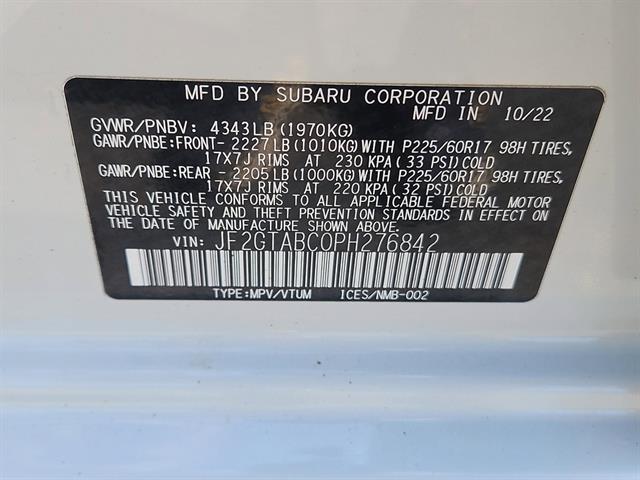 MFD BY SUBARU CORPORATION
MFD IN 10/22
GVWR/PNBV: 4343LB(1970KG)
GAWR/PNBE:FRONT- 2227LB(1010KG)WITH P225/60R17 98H TIRES,
17X7J RIMS AT 230 KPA(33 PSI)COLD
GAWR/PNBE:REAR - 2205LB(1000KG)WITH P225/60R17 98H TIRES,
17X7J RIMS AT 220 KPA(32 PSI)COLD
THIS VEHICLE CONFORMS TO ALL APPLICABLE FEDERAL MOTOR
VEHICLE SAFETY AND THEFT PREVENTION STANDARDS IN EFFECT ON
THE DATE OF MANUFACTURE SHOWN ABOVE.
VIN: JF2GTABC0PH276842
TYPE:MPV/VTUM ICES/NMB-002